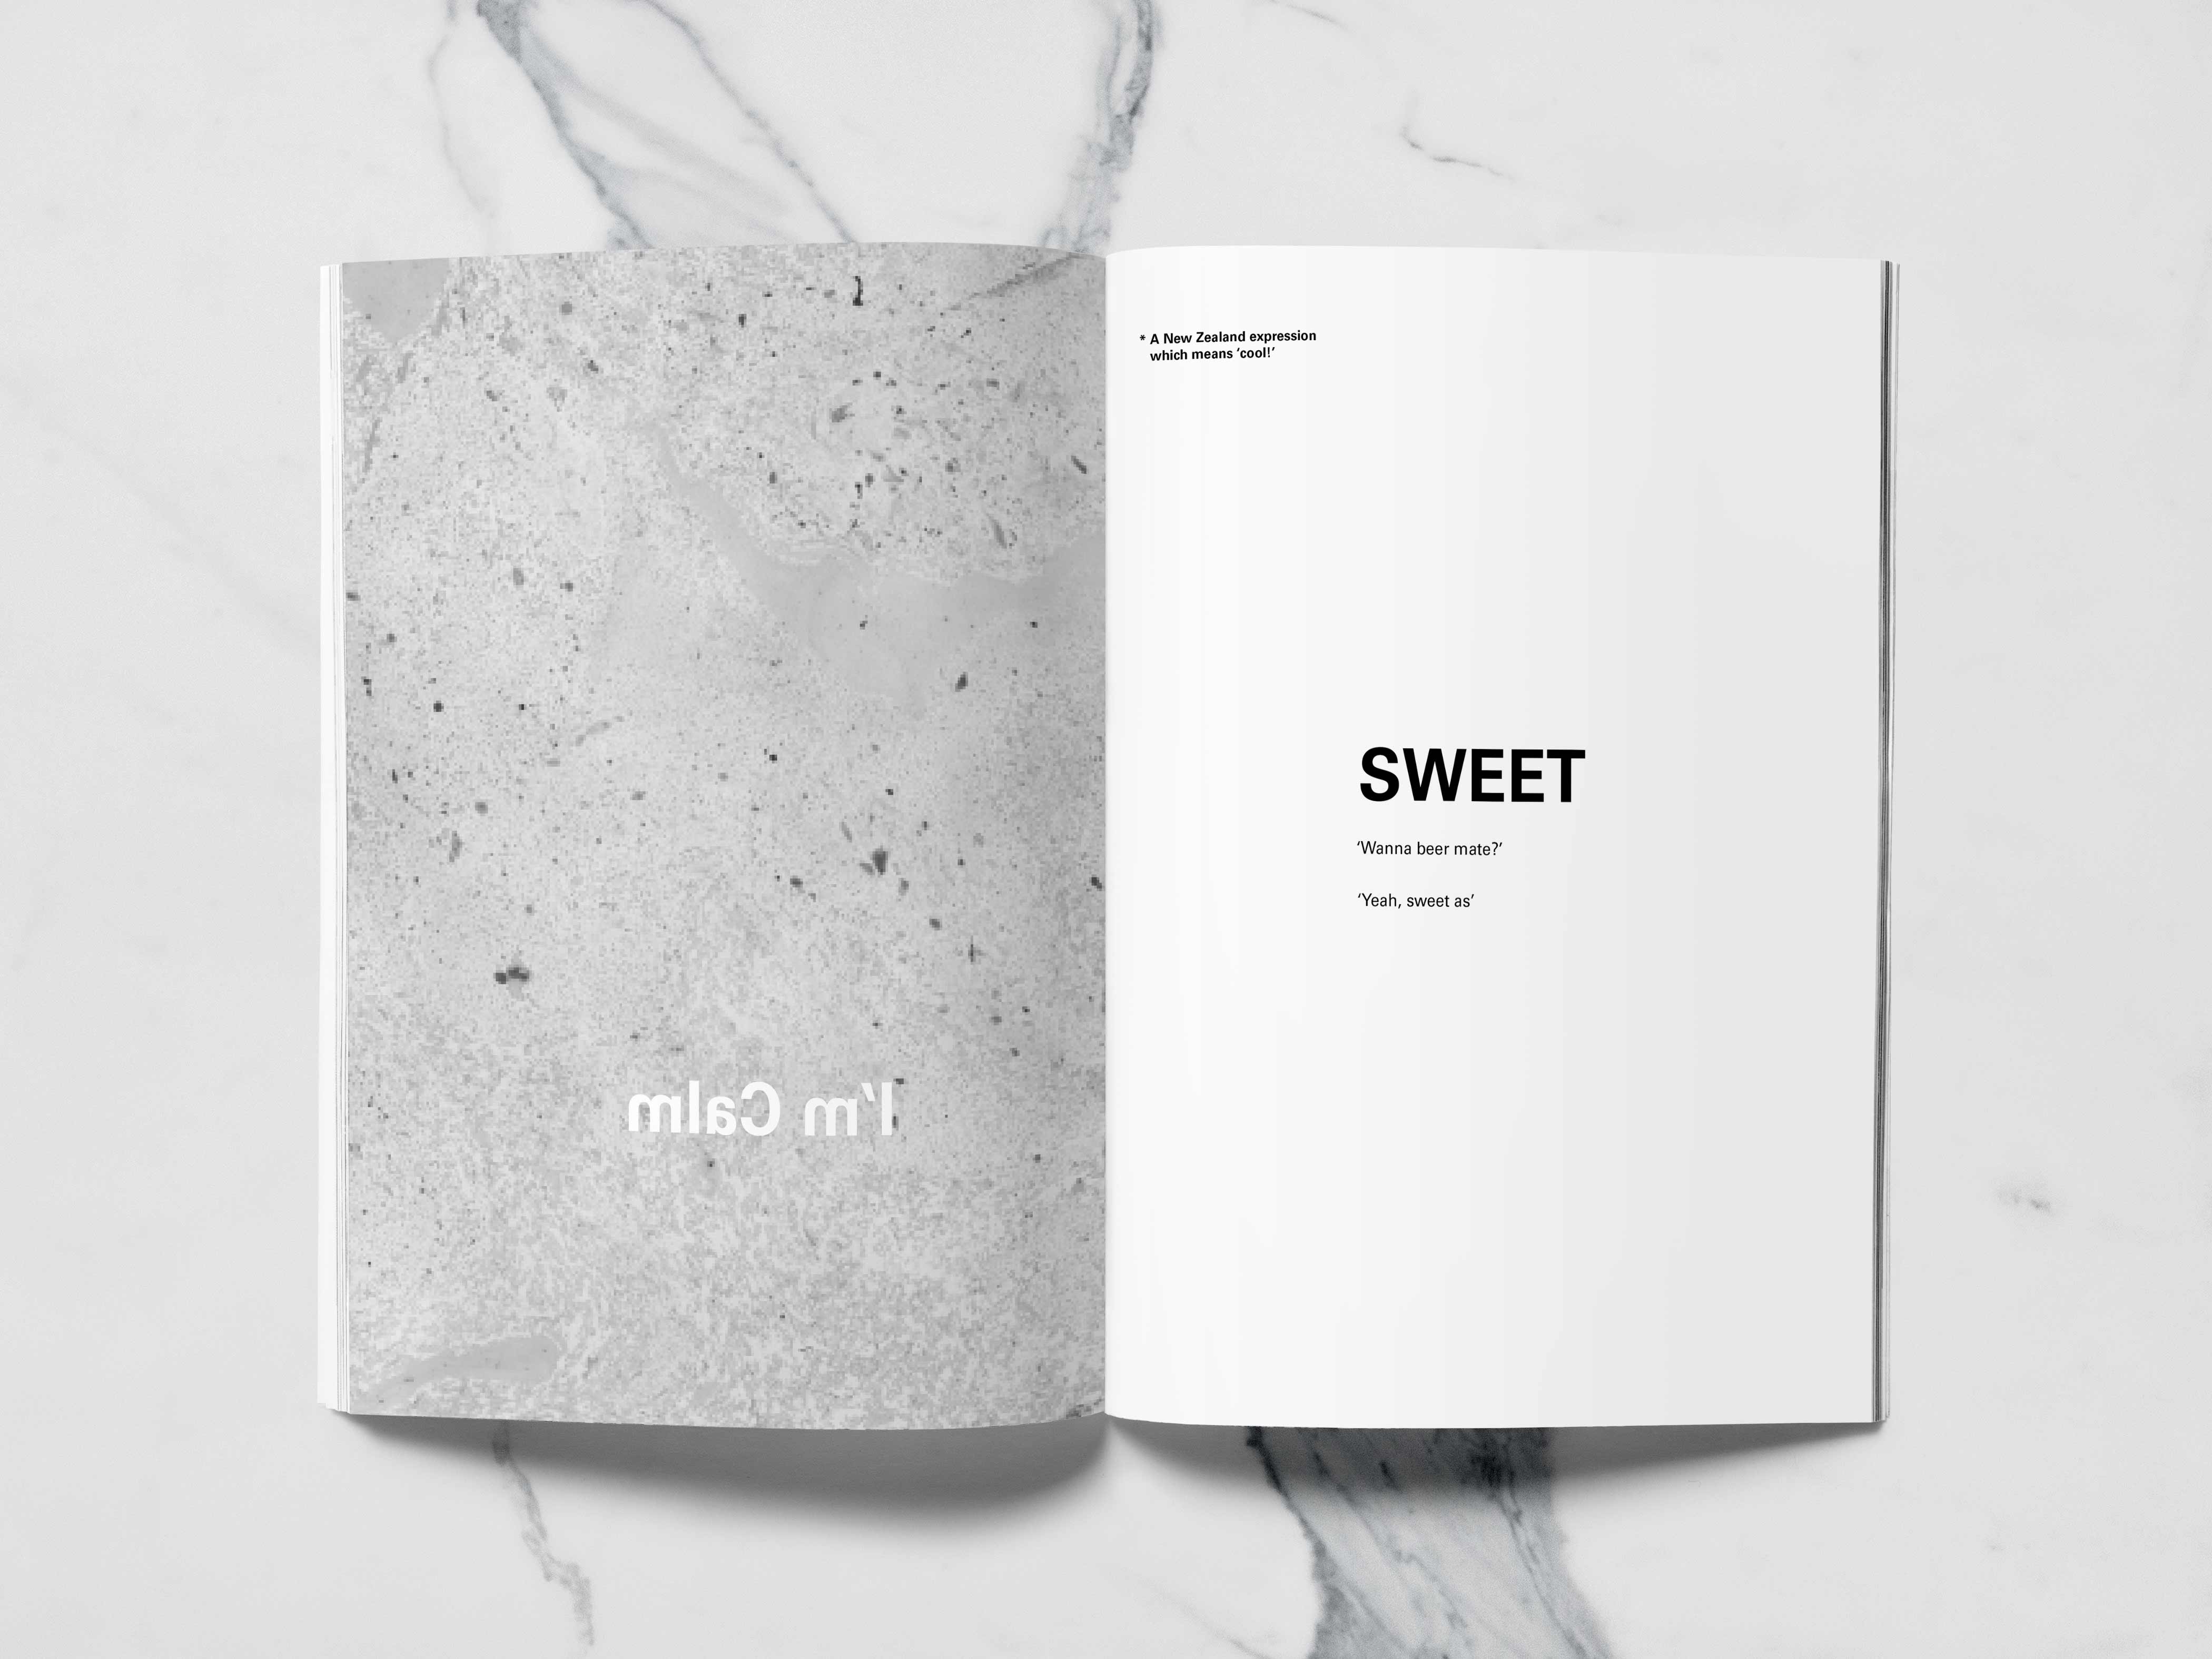 I'm Calm
* A New Zealand expression
which means ‘cool!’
SWEET
‘Wanna beer mate?’
‘Yeah, sweet as’